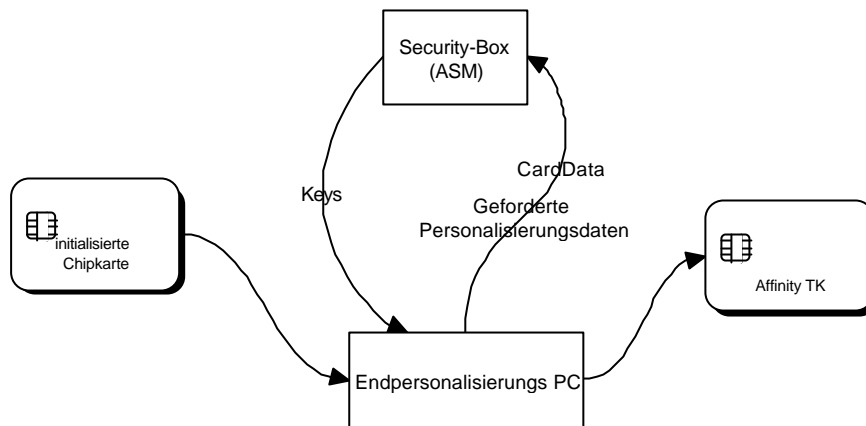 Security-Box
(ASM)
CardData
Keys
Geforderte
Personalisierungsdaten
initialisierte
Chipkarte
Affinity TK
Endpersonalisierungs PC